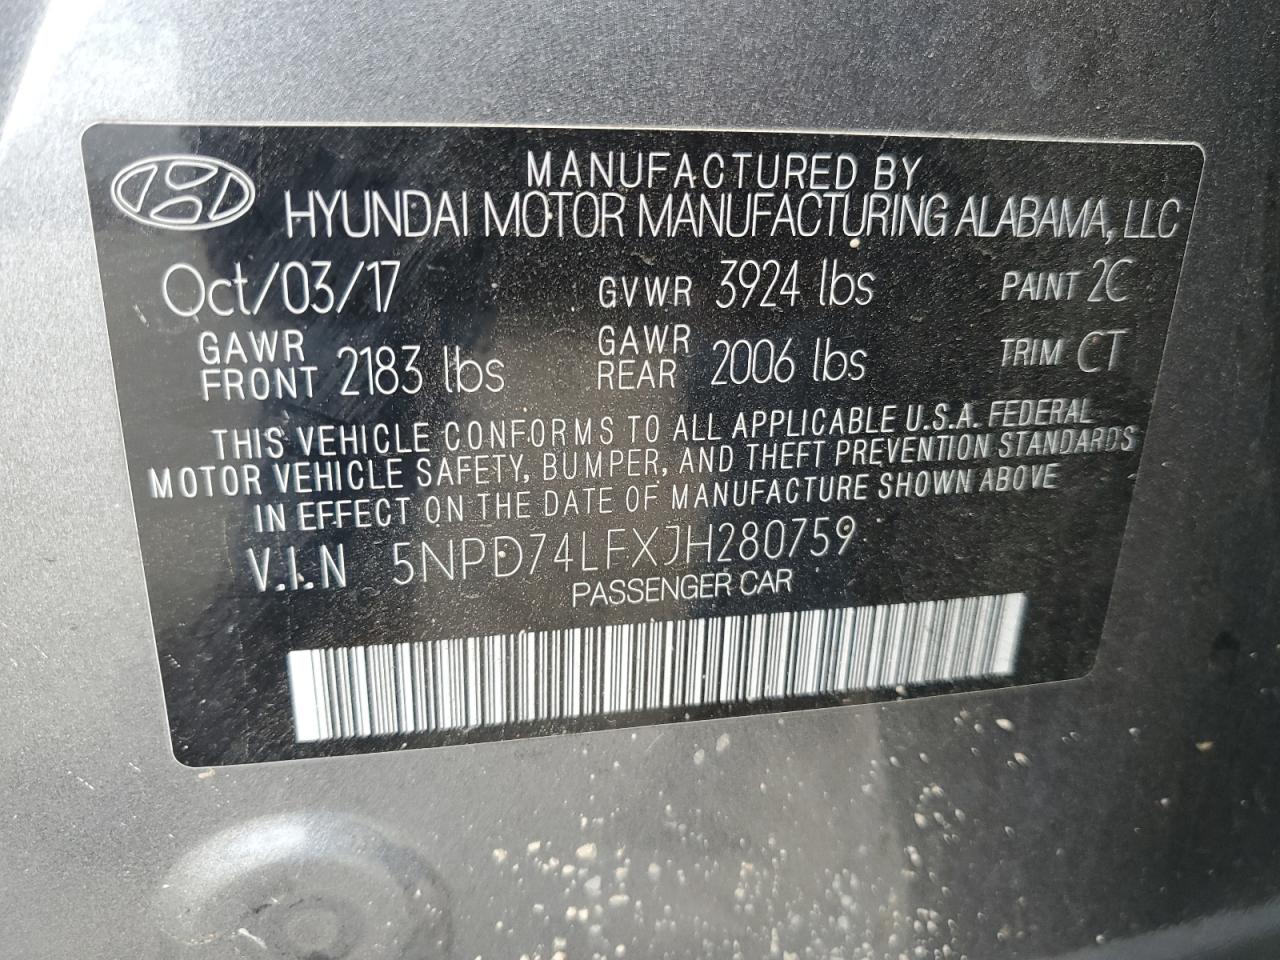 MANUFACTURED BY
HYUNDAI MOTOR MANUFACTURING ALABAMA, LLC
Oct/03/17 GVWR 3924 lbs PAINT 2C
GAWR FRONT 2183 lbs GAWR REAR 2006 lbs TRIM CT
THIS VEHICLE CONFORMS TO ALL APPLICABLE U.S.A. FEDERAL
MOTOR VEHICLE SAFETY, BUMPER, AND THEFT PREVENTION STANDARDS
IN EFFECT ON THE DATE OF MANUFACTURE SHOWN ABOVE
V.I.N 5NPD74LFXJH280759
PASSENGER CAR